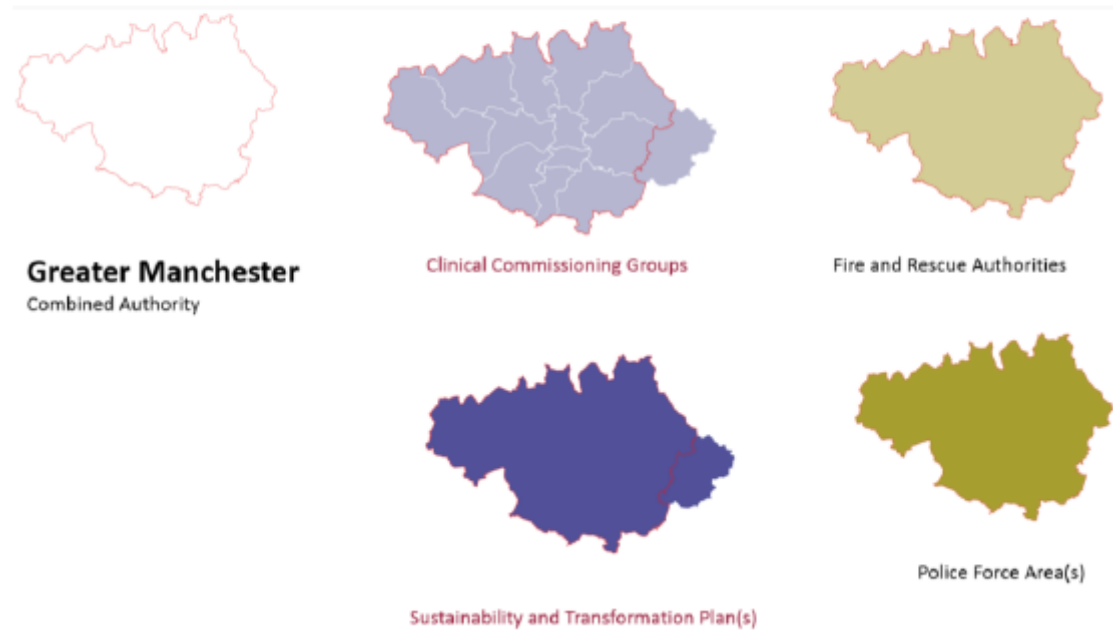 Greater Manchester
Combined Authority
Clinical Commissioning Groups
Fire and Rescue Authorities
Sustainability and Transformation Plan(s)
Police Force Area(s)